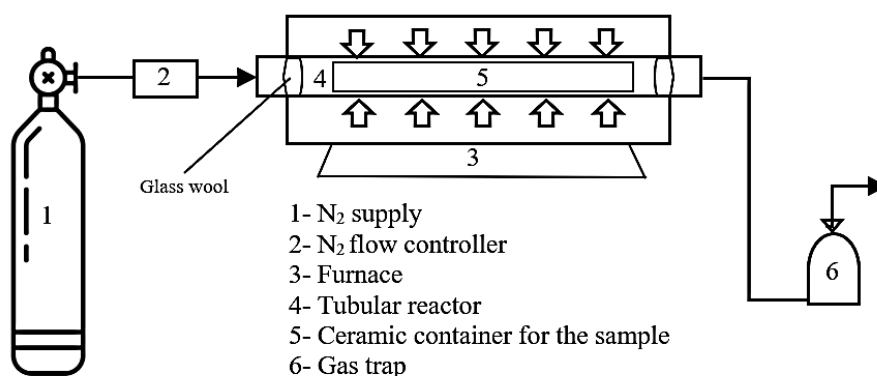 2
4
5
3
Glass wool
1
6
1- N₂ supply
2- N₂ flow controller
3- Furnace
4- Tubular reactor
5- Ceramic container for the sample
6- Gas trap